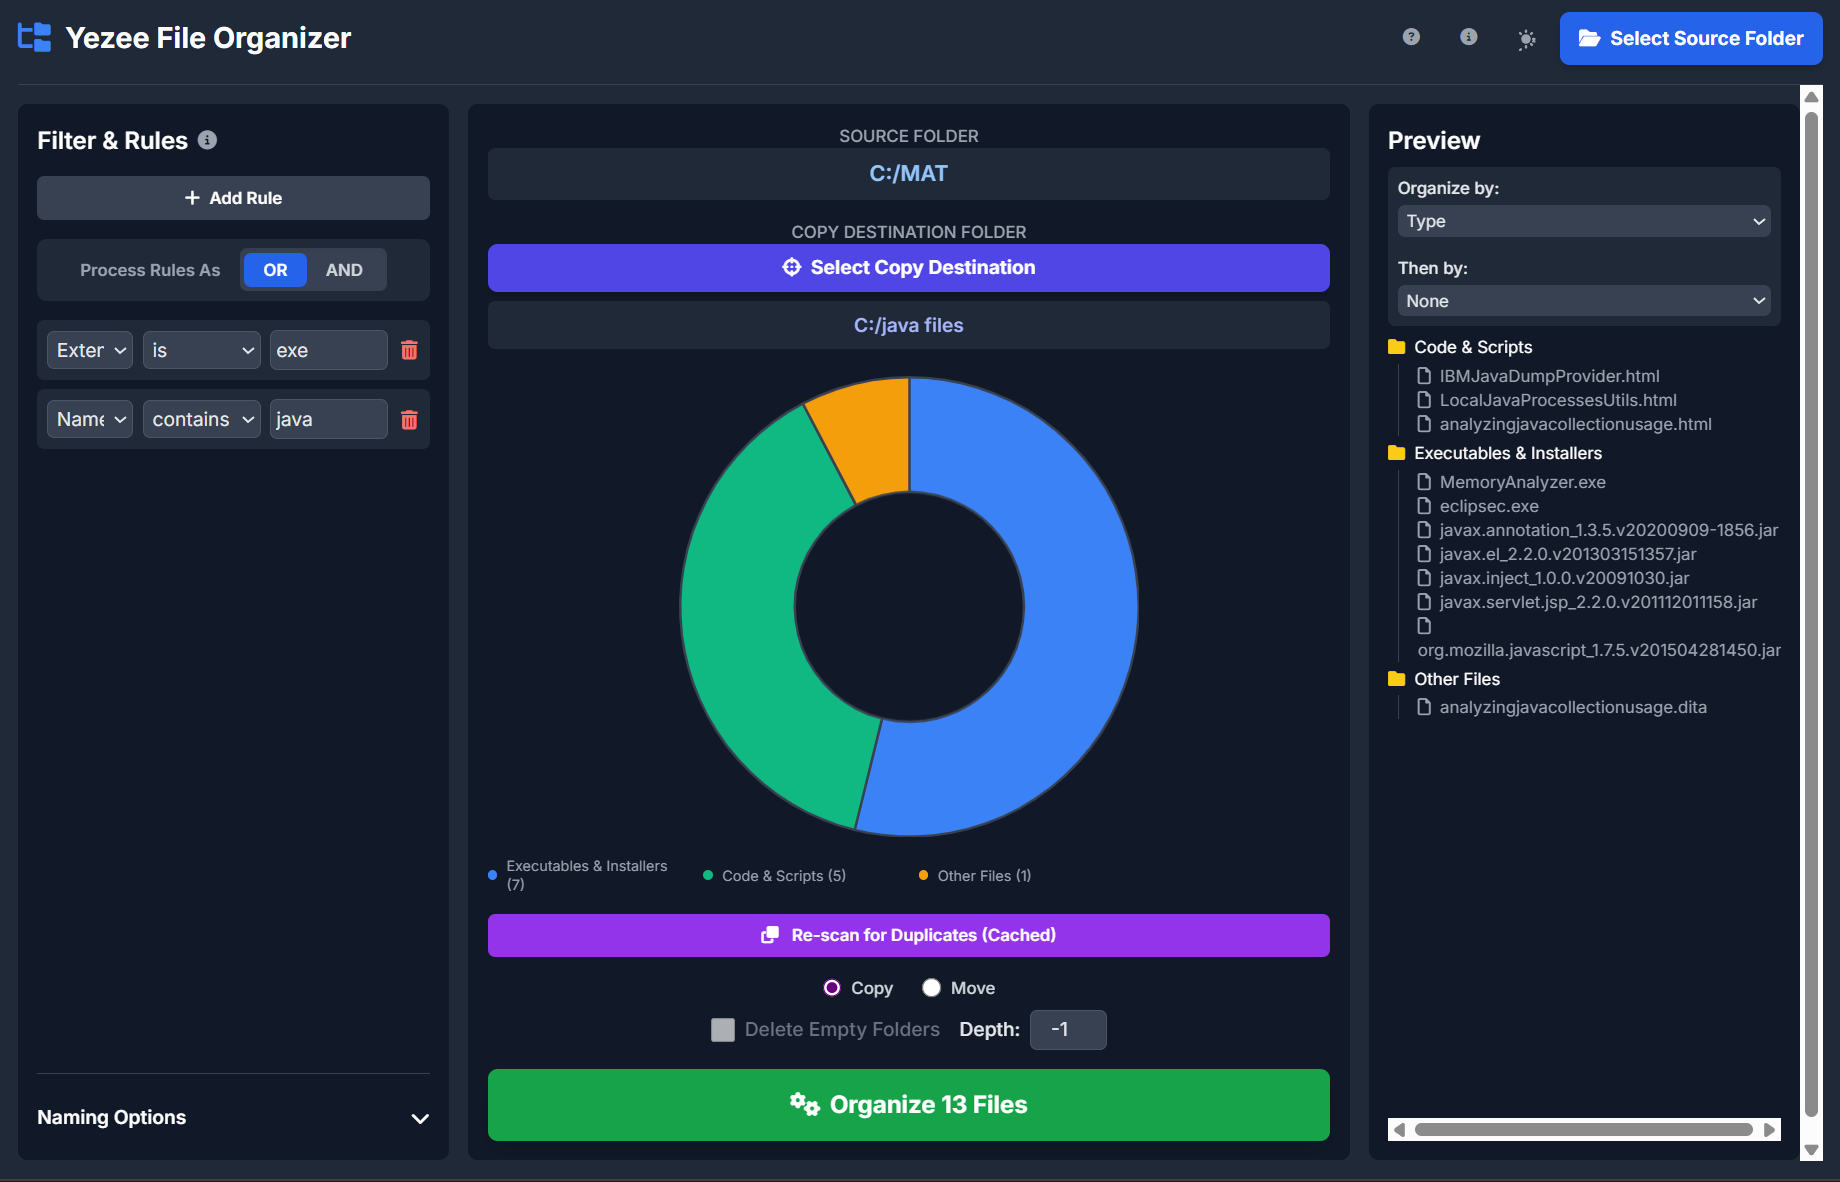 Yezee File Organizer
Select Source Folder
Filter & Rules
Add Rule
Process Rules As
OR
AND
Exter
is
exe
Name
contains
java
Naming Options
SOURCE FOLDER
C:/MAT
COPY DESTINATION FOLDER
Select Copy Destination
C:/java files
Executables & Installers
(7)
Code & Scripts (5)
Other Files (1)
Re-scan for Duplicates (Cached)
Copy
Move
Delete Empty Folders
Depth:
-1
Organize 13 Files
Preview
Organize by:
Type
Then by:
None
Code & Scripts
IBMJavaDumpProvider.html
LocalJavaProcessesUtils.html
analyzingjavacollectionusage.html
Executables & Installers
MemoryAnalyzer.exe
eclipsec.exe
javax.annotation_1.3.5.v20200909-1856.jar
javax.el_2.2.0.v201303151357.jar
javax.inject_1.0.0.v20091030.jar
javax.servlet.jsp_2.2.0.v201112011158.jar
org.mozilla.javascript_1.7.5.v201504281450.jar
Other Files
analyzingjavacollectionusage.dita